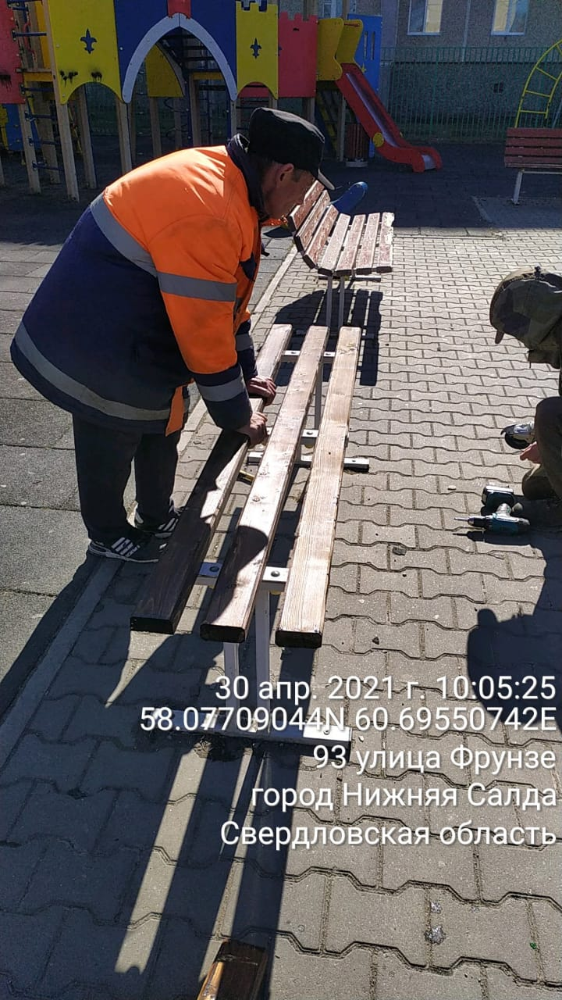 30 апр. 2021 г. 10:05:25
58.07709044N 60.69550742E
93 улица Фрунзе
город Нижняя Салда
Свердловская область